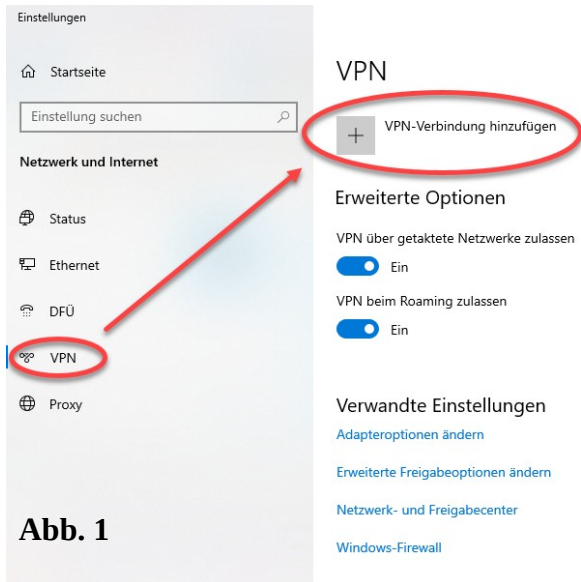 Einstellungen
Startseite
Einstellung suchen
Netzwerk und Internet
Status
Ethernet
DFÜ
VPN
Proxy
Abb. 1
VPN
VPN-Verbindung hinzufügen
Erweiterte Optionen
VPN über getaktete Netzwerke zulassen
Ein
VPN beim Roaming zulassen
Ein
Verwandte Einstellungen
Adapteroptionen ändern
Erweiterte Freigabeoptionen ändern
Netzwerk- und Freigabecenter
Windows-Firewall